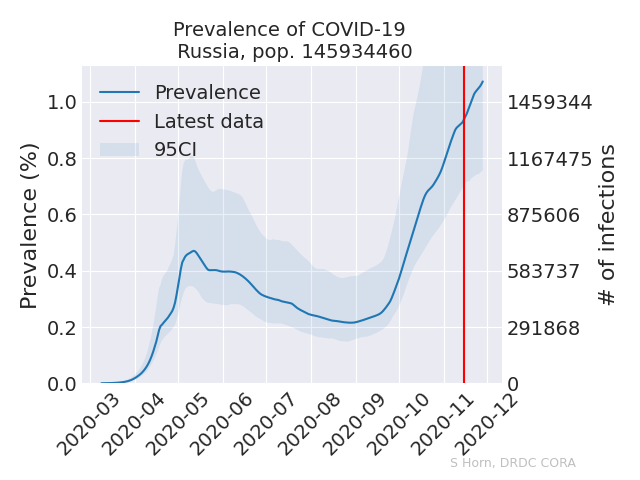 Prevalence of COVID-19
Russia, pop. 145934460
Prevalence
Latest data
95CI
Prevalence (%)
1.0
0.8
0.6
0.4
0.2
0.0
1459344
1167475
875606
583737
291868
0
# of infections
2020-03
2020-04
2020-05
2020-06
2020-07
2020-08
2020-09
2020-10
2020-11
2020-12
S Horn, DRDC CORA